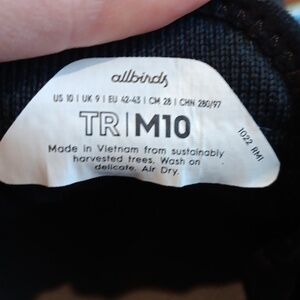 allbirds
US 10 | UK 9 | EU 42-43 | CM 28 | CHN 280/97
TR|M10
Made in Vietnam from sustainably
harvested trees. Wash on
delicate. Air Dry.
1022 RM1